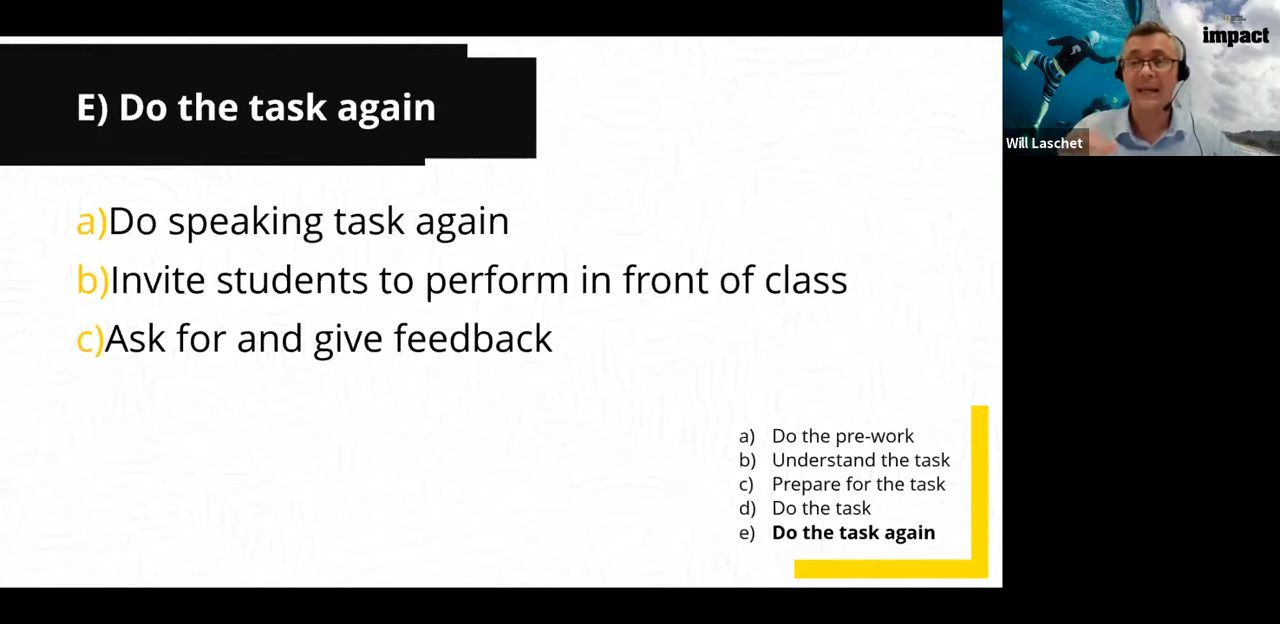 E) Do the task again
a)Do speaking task again
b)Invite students to perform in front of class
c)Ask for and give feedback
a) Do the pre-work
b) Understand the task
c) Prepare for the task
d) Do the task
e) Do the task again
impact
Will Laschet